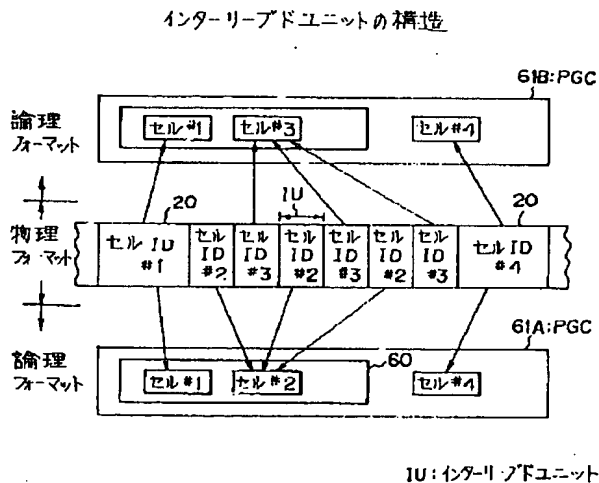 インターリーブドユニットの構造
61B:PGC
論理
フォーマット
セル#1
セル#3
セル#4
20
IU
20
物理
フォーマット
セル ID #1
セル ID #2
セル ID #3
セル ID #2
セル ID #3
セル ID #2
セル ID #3
セル ID #4
61A:PGC
論理
フォーマット
60
セル#1
セル#2
セル#4
IU:インターリーブドユニット